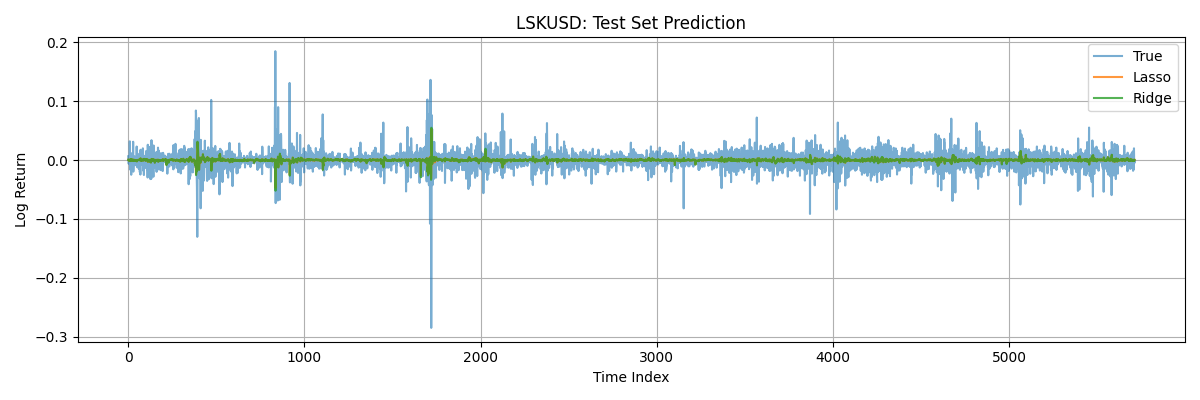 LSKUSD: Test Set Prediction
0.2
0.1
0.0
−0.1
−0.2
−0.3
Log Return
True
Lasso
Ridge
0
1000
2000
3000
4000
5000
Time Index